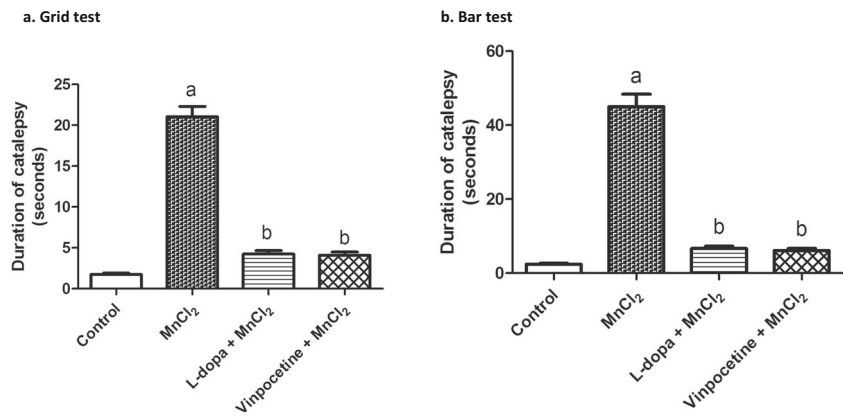 a. Grid test
Duration of catalepsy
(seconds)
25
20
15
10
5
0
a
b
b
Control
MnCl₂
L-dopa + MnCl₂
Vinpocetine + MnCl₂
b. Bar test
Duration of catalepsy
(seconds)
60
40
20
0
a
b
b
Control
MnCl₂
L-dopa + MnCl₂
Vinpocetine + MnCl₂